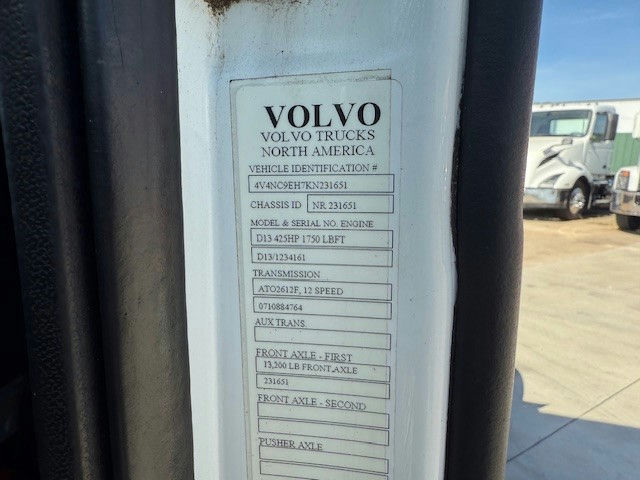 VOLVO
VOLVO TRUCKS
NORTH AMERICA
VEHICLE IDENTIFICATION #
4V4NC9EH7KN231651
CHASSIS ID NR 231651
MODEL & SERIAL NO. ENGINE
D13 425HP 1750 LBFT
D13/1234161
TRANSMISSION
ATO2612F, 12 SPEED
0710884764
AUX TRANS.
FRONT AXLE - FIRST
13,200 LB FRONT AXLE
231651
FRONT AXLE - SECOND
PUSHER AXLE